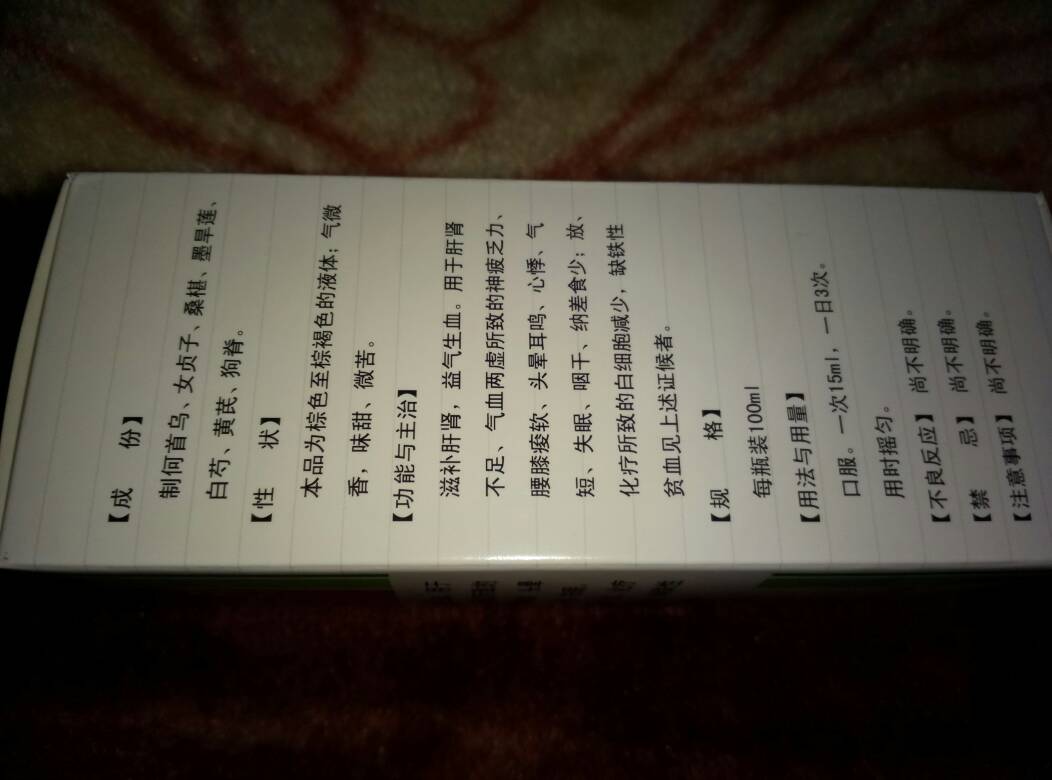 【成 份】
制何首乌、女贞子、桑椹、墨旱莲、
白芍、黄芪、狗脊。
【性 状】
本品为棕色至棕褐色的液体；气微
香，味甜、微苦。
【功能与主治】
滋补肝肾，益气生血。用于肝肾
不足、气血两虚所致的神疲乏力、
腰膝痠软、头晕耳鸣、心悸、气
短、失眠、咽干、纳差食少；放、
化疗所致的白细胞减少，缺铁性
贫血见上述证候者。
【规 格】
每瓶装100ml
【用法与用量】
口服。一次15ml，一日3次。
用时摇匀。
【不良反应】 尚不明确。
【禁 忌】 尚不明确。
【注意事项】 尚不明确。